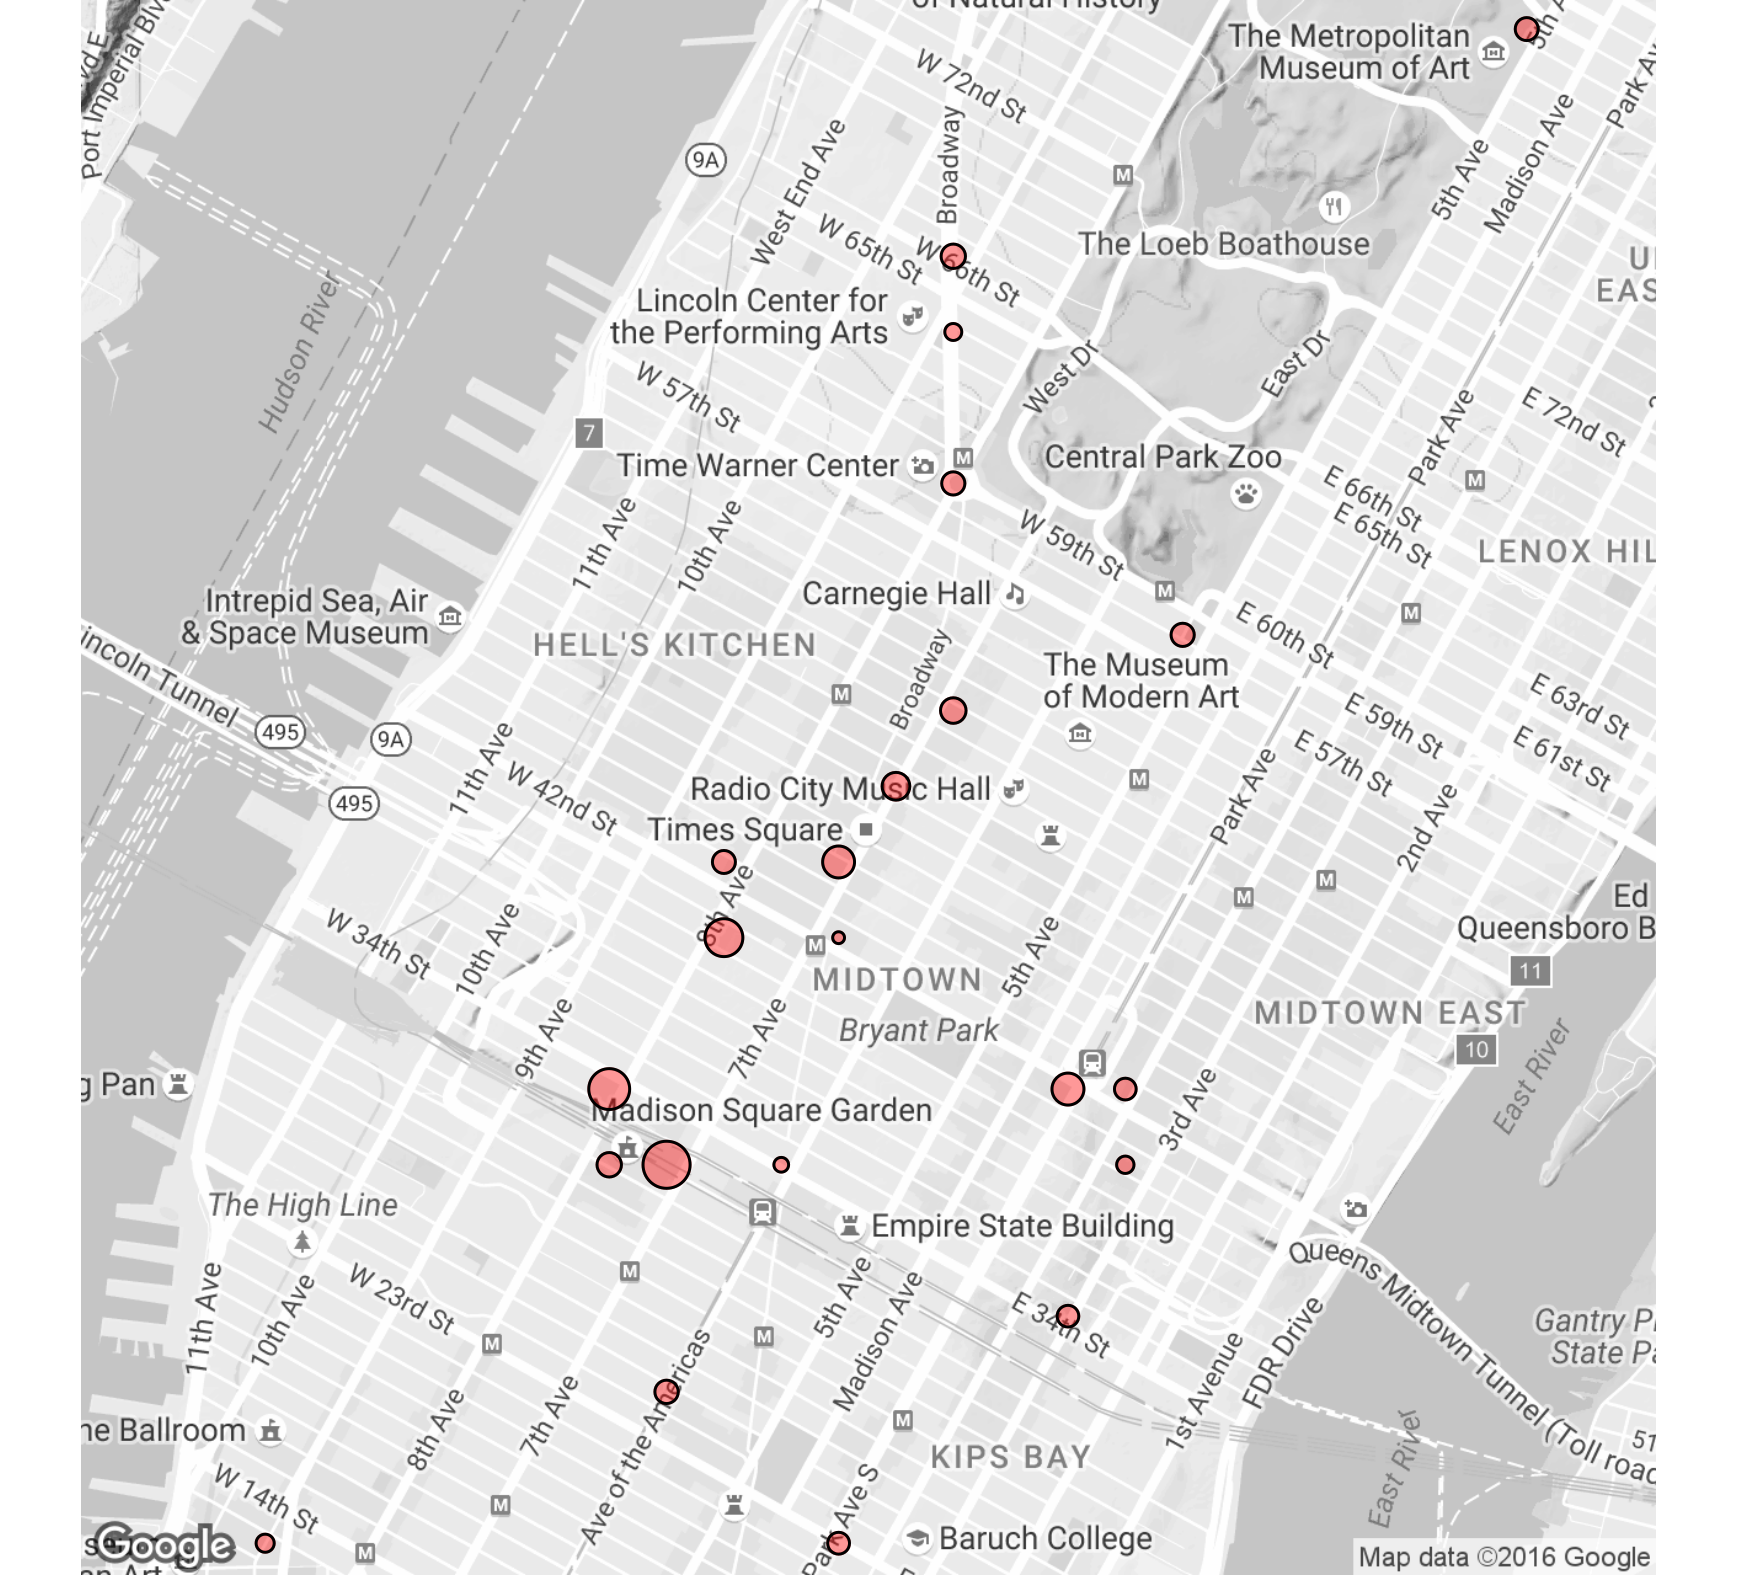 of Natural History
The Metropolitan
Museum of Art
5th A
Park Av
Port Imperial Blv
vd E
W 72nd St
Broadway
9A
West End Ave
M
5th Ave
Madison Ave
W 65th St
W 66th St
The Loeb Boathouse
EAS
Lincoln Center for
the Performing Arts
Hudson River
W 57th St
West Dr
East Dr
E 72nd St
Park Ave
7
Time Warner Center
M
Central Park Zoo
M
E 66th St
E 65th St
11th Ave
10th Ave
W 59th St
LENOX HIL
Intrepid Sea, Air
& Space Museum
Carnegie Hall
M
M
HELL'S KITCHEN
E 60th St
The Museum
of Modern Art
incoln Tunnel
495
9A
M
Broadway
E 63rd St
E 59th St
E 61st St
E 57th St
11th Ave
W 42nd St
495
Radio City Music Hall
M
Park Ave
2nd Ave
Times Square
8th Ave
M
M
Ed
Queensboro B
W 34th St
10th Ave
M
5th Ave
11
MIDTOWN
MIDTOWN EAST
Bryant Park
9th Ave
7th Ave
10
East River
g Pan
Madison Square Garden
3rd Ave
The High Line
Empire State Building
Queens Midtown Tunnel (Toll road
M
W 23rd St
11th Ave
10th Ave
5th Ave
Madison Ave
E 34th St
FDR Drive
M
M
Gantry P
State Pa
1st Avenue
8th Ave
7th Ave
Ave of the Americas
ne Ballroom
M
KIPS BAY
East River
51
W 14th St
M
Park Ave S
Google
M
Baruch College
Map data ©2016 Google